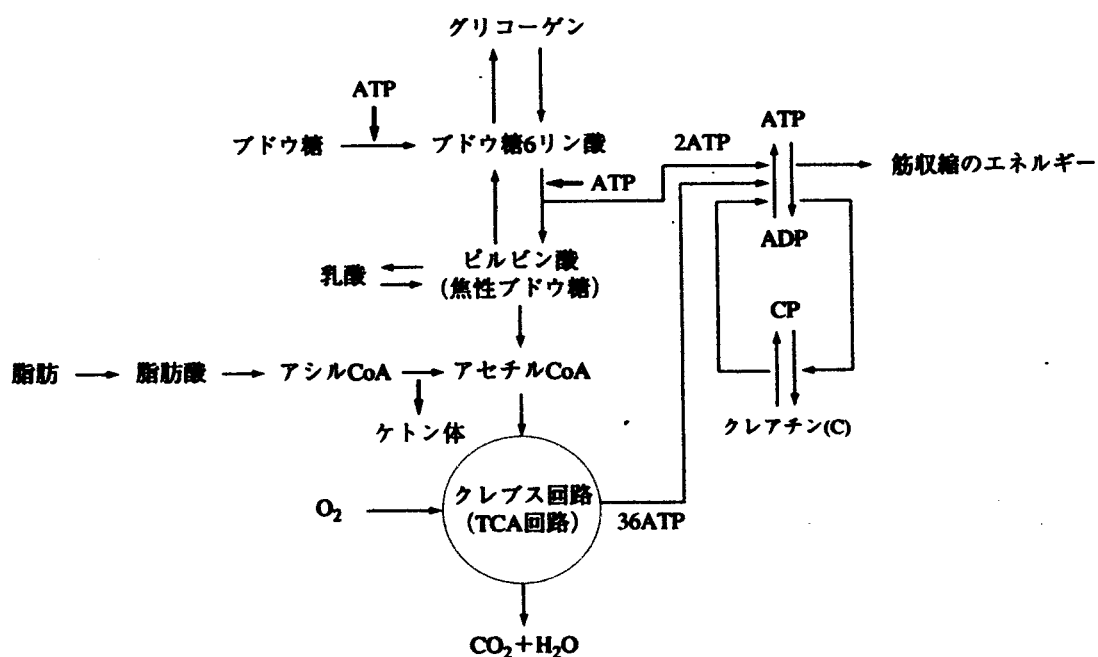 グリコーゲン
ATP
ブドウ糖
ブドウ糖6リン酸
ATP
2ATP
ATP
筋収縮のエネルギー
ADP
乳酸
ピルビン酸
(焦性ブドウ糖)
CP
クレアチン(C)
脂肪
脂肪酸
アシルCoA
アセチルCoA
ケトン体
O₂
クレブス回路
(TCA回路)
36ATP
CO₂+H₂O